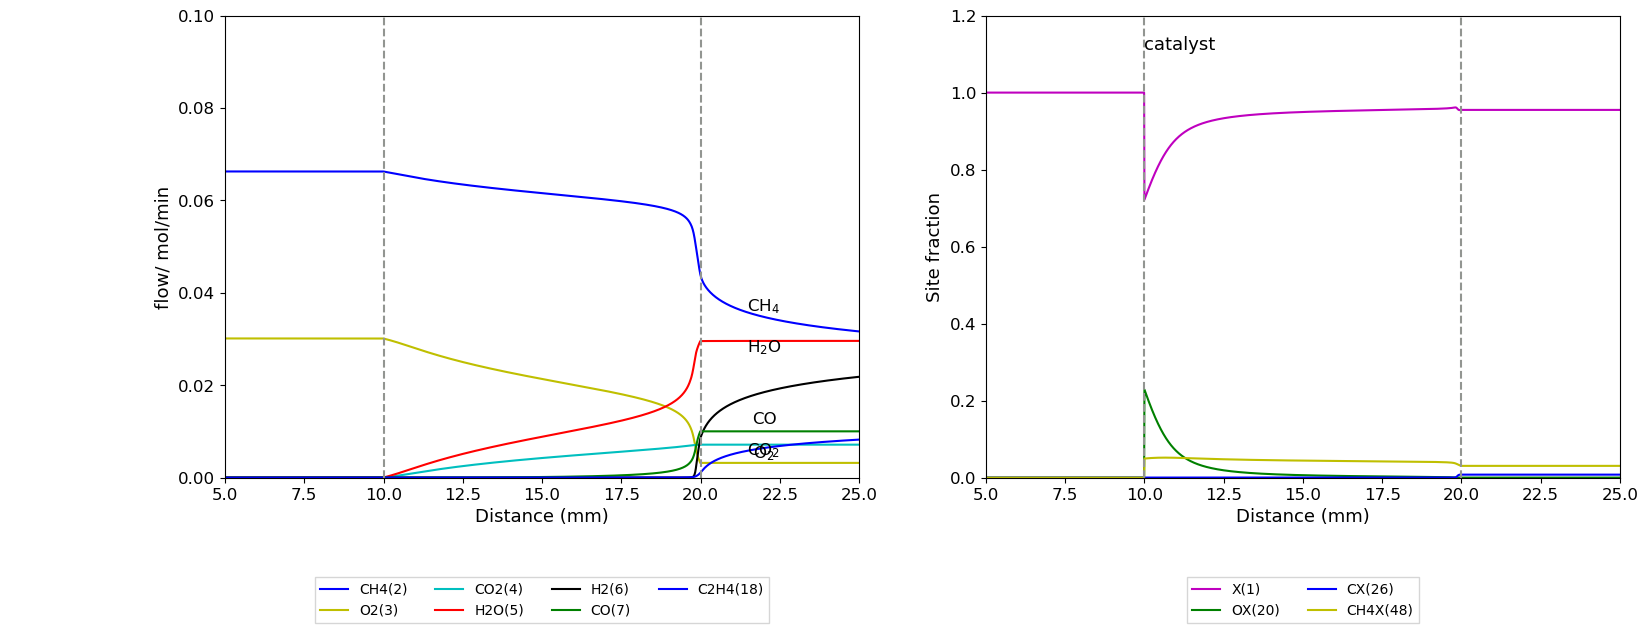 0.10
0.08
0.06
0.04
0.02
0.00
flow/ mol/min
CH4
H2O
CO
CO2
O2
5.0 7.5 10.0 12.5 15.0 17.5 20.0 22.5 25.0
Distance (mm)
CH4(2) CO2(4) H2(6) C2H4(18)
O2(3) H2O(5) CO(7)
1.2
1.0
0.8
0.6
0.4
0.2
0.0
Site fraction
catalyst
5.0 7.5 10.0 12.5 15.0 17.5 20.0 22.5 25.0
Distance (mm)
X(1) CX(26)
OX(20) CH4X(48)